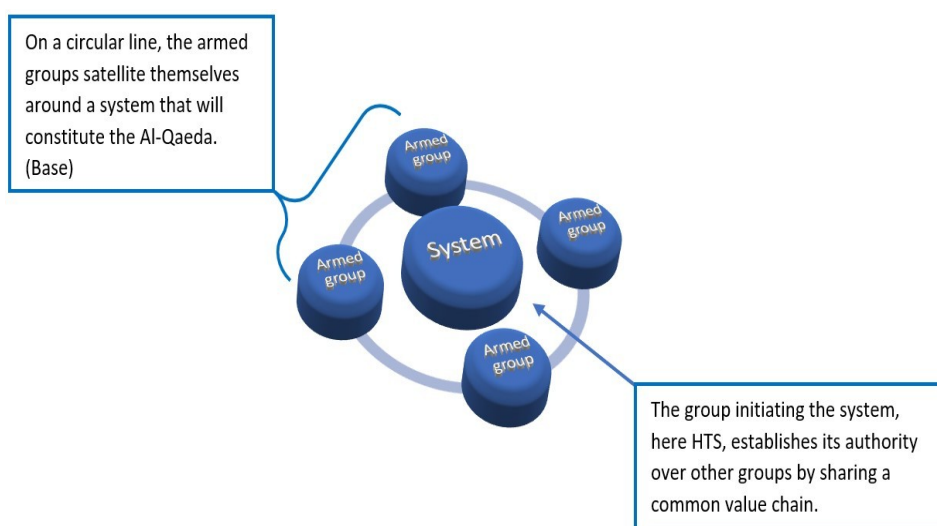 On a circular line, the armed
groups satellite themselves
around a system that will
constitute the Al-Qaeda.
(Base)
Armed
group
Armed
group
System
Armed
group
Armed
group
The group initiating the system,
here HTS, establishes its authority
over other groups by sharing a
common value chain.